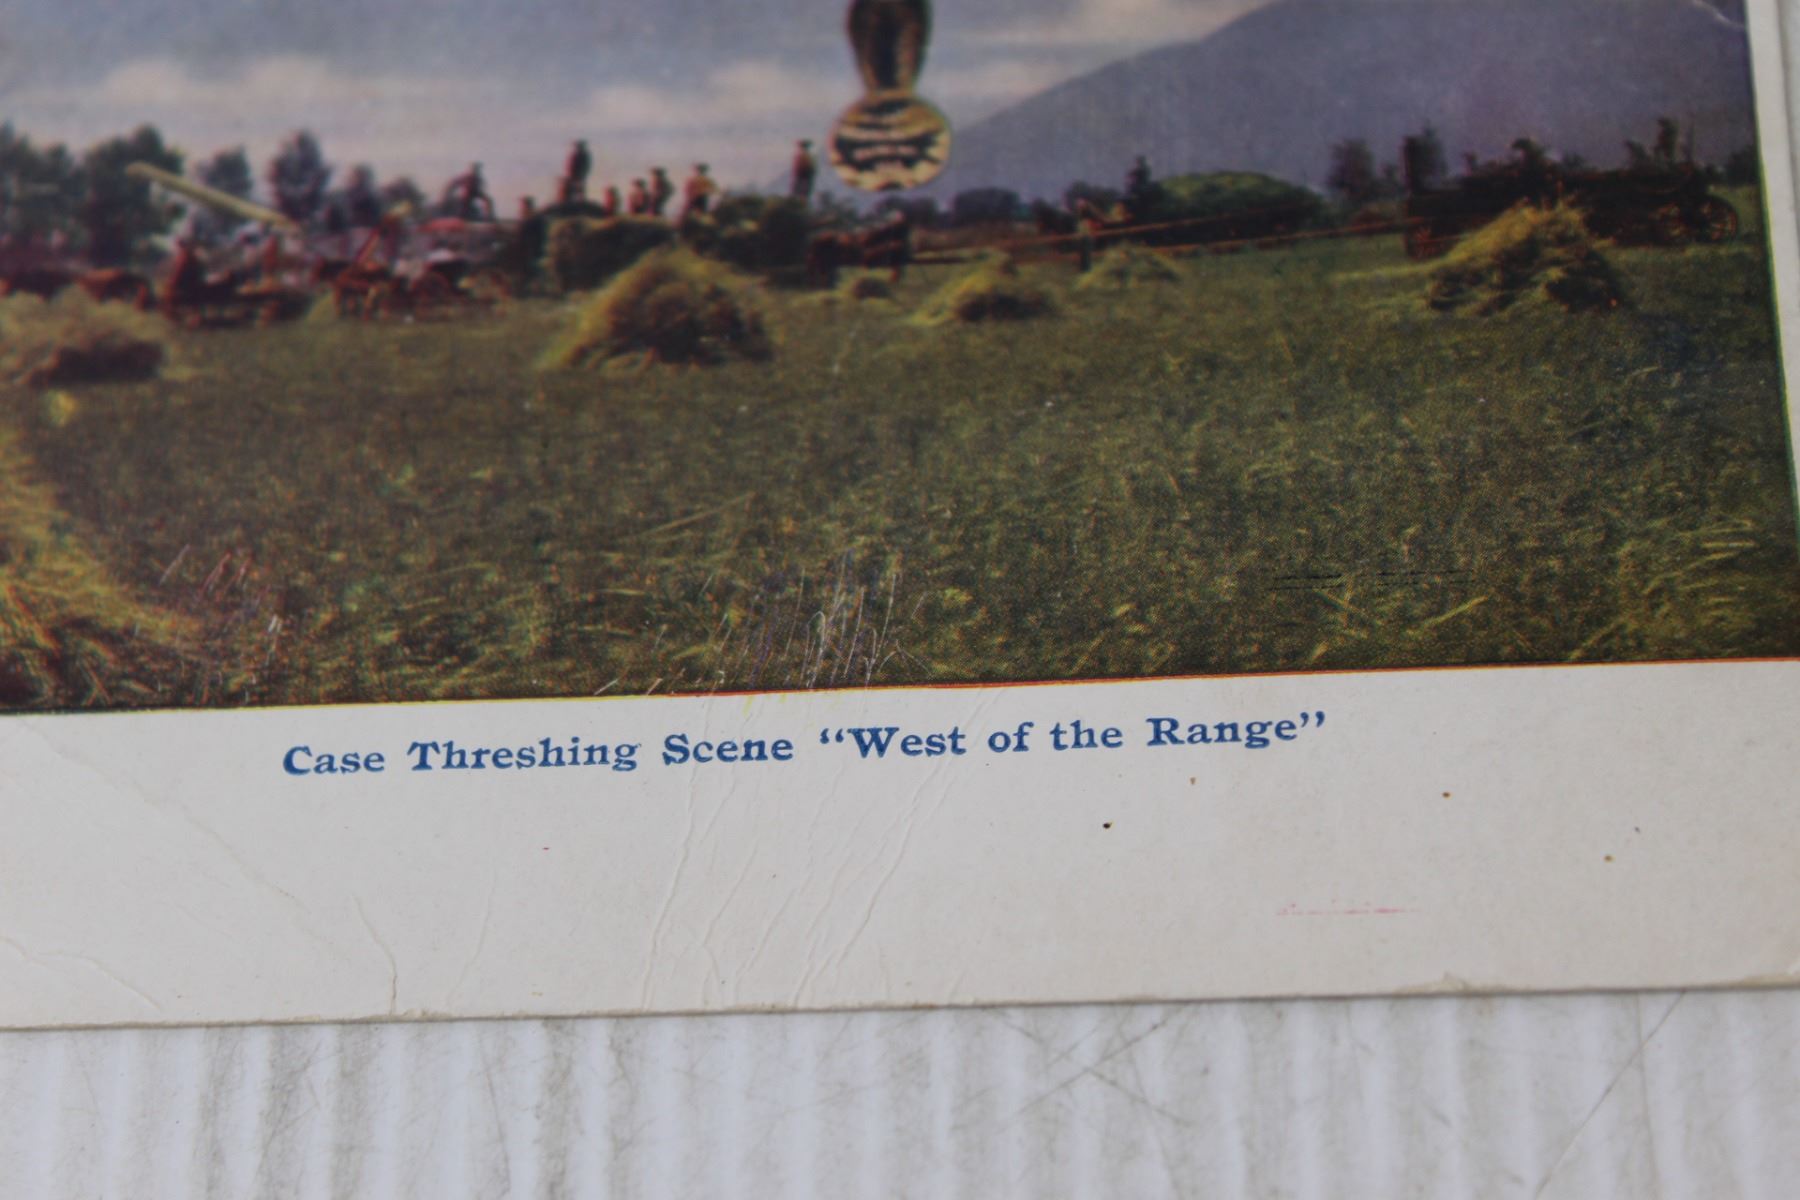 Case Threshing Scene “West of the Range”